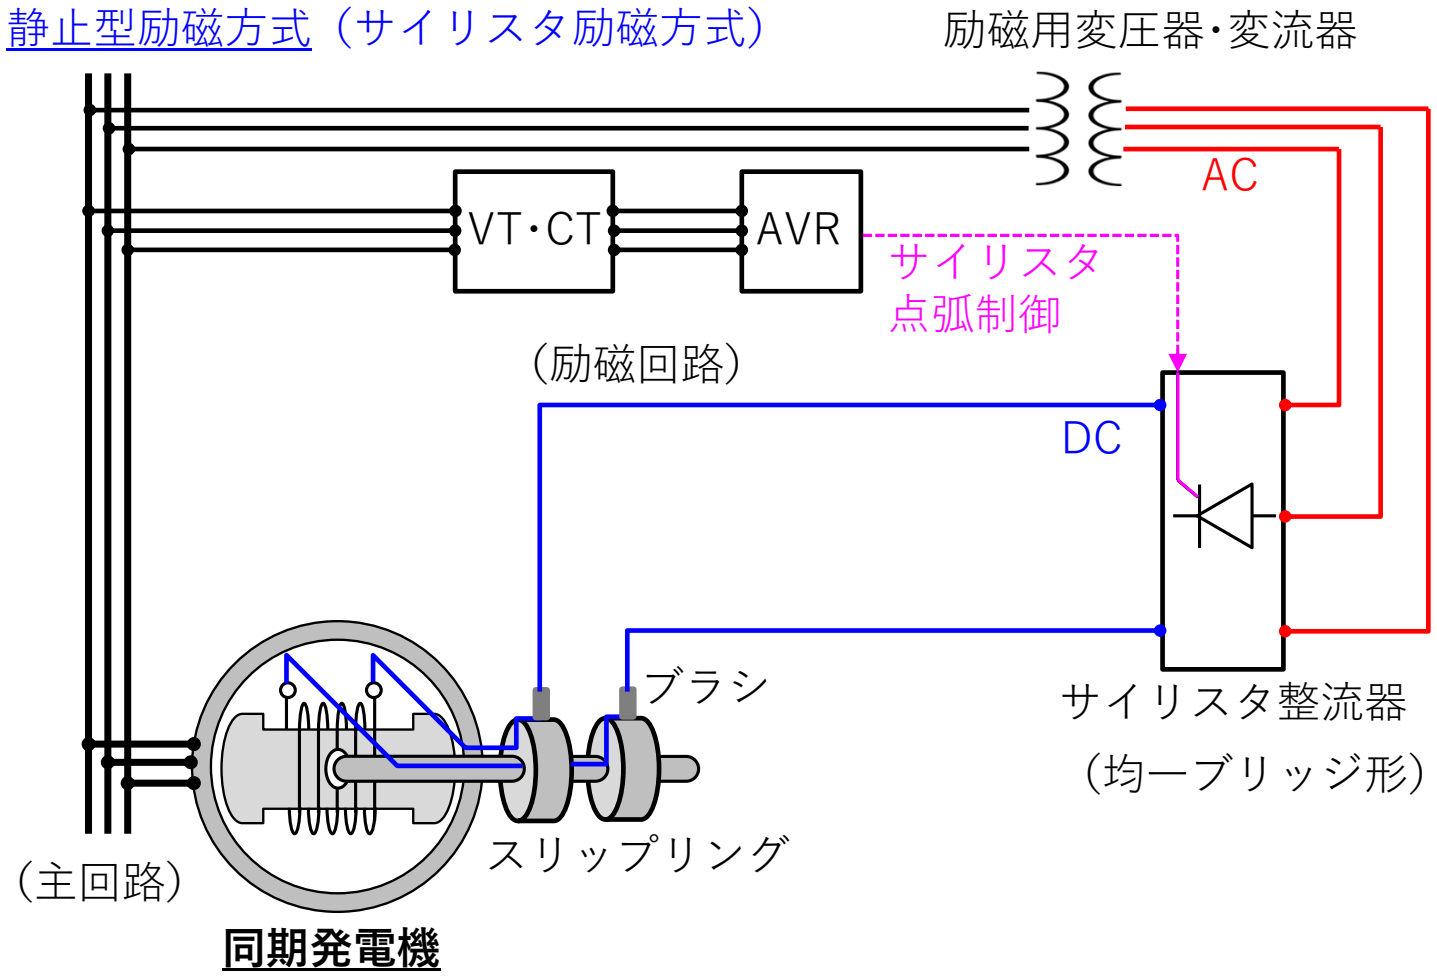 静止型励磁方式（サイリスタ励磁方式）
励磁用変圧器・変流器
AC
VT・CT
AVR
サイリスタ
点弧制御
（励磁回路）
DC
ブラシ
サイリスタ整流器
（均一ブリッジ形）
スリップリング
（主回路）
同期発電機